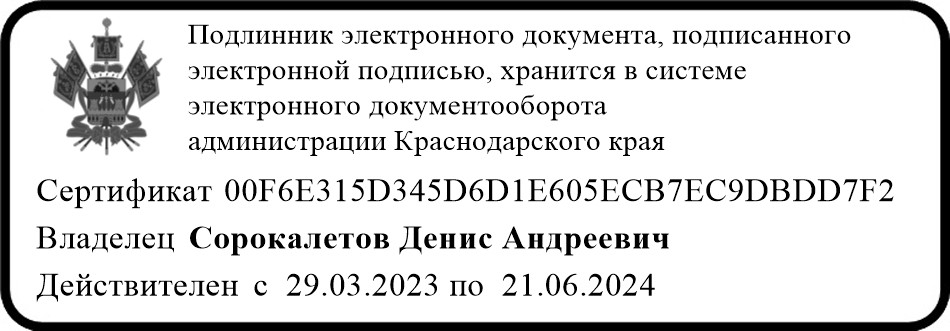 Подлинник электронного документа, подписанного
электронной подписью, хранится в системе
электронного документооборота
администрации Краснодарского края
Сертификат 00F6E315D345D6D1E605ECB7EC9DBDD7F2
Владелец Сорокалетов Денис Андреевич
Действителен с 29.03.2023 по 21.06.2024